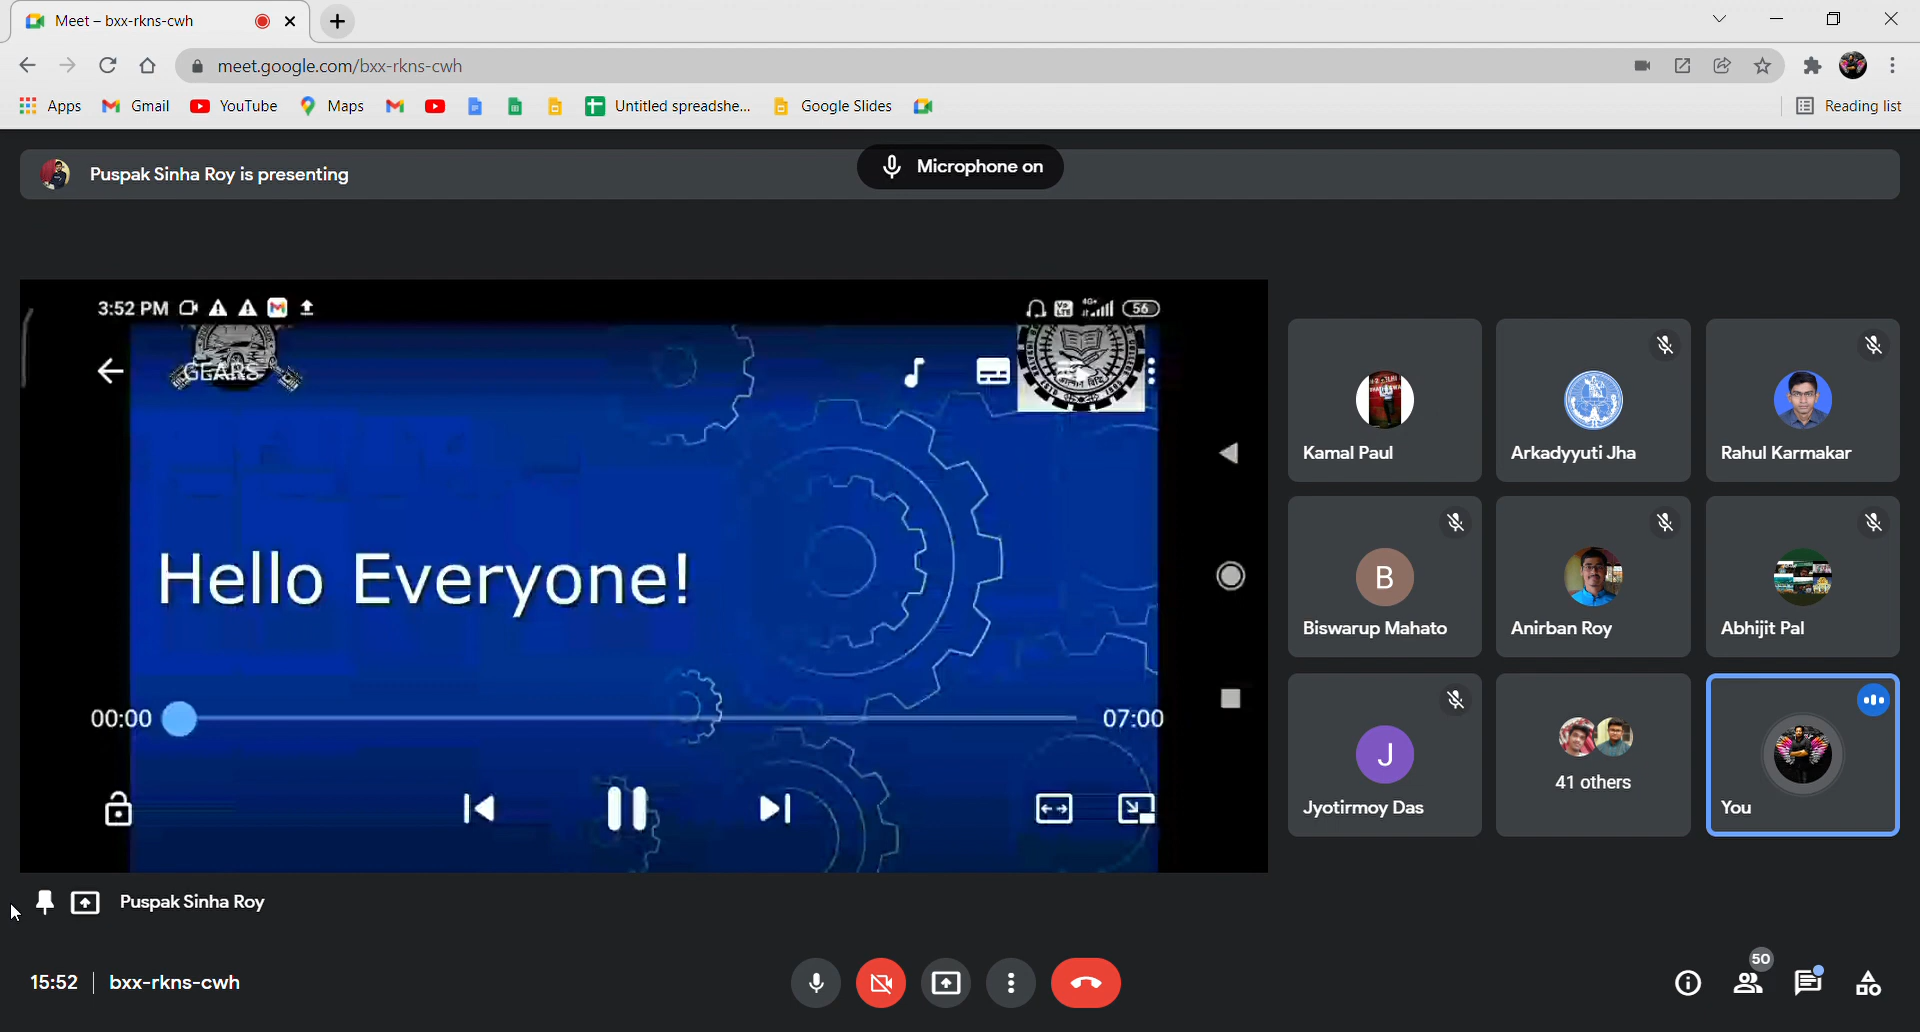 Meet – bxx-rkns-cwh
meet.google.com/bxx-rkns-cwh
Apps Gmail YouTube Maps Untitled spreadshe... Google Slides Reading list
Puspak Sinha Roy is presenting
Microphone on
3:52 PM 4G+ 56
GEARS
Hello Everyone!
00:00 07:00
Kamal Paul
Arkadyyuti Jha
Rahul Karmakar
B
Biswarup Mahato
Anirban Roy
Abhijit Pal
J
Jyotirmoy Das
41 others
You
Puspak Sinha Roy
15:52 bxx-rkns-cwh
50